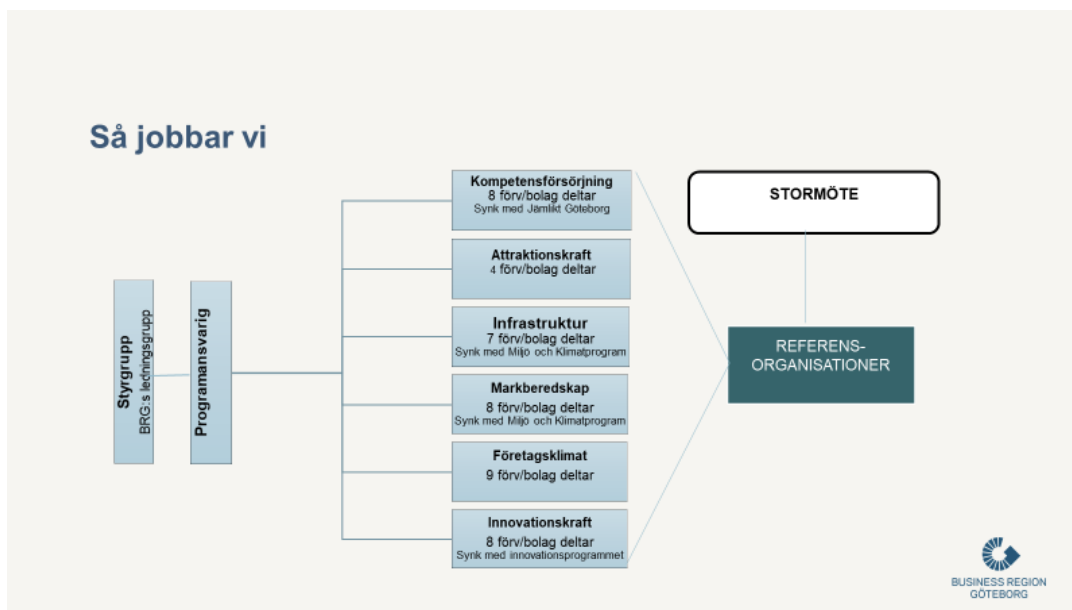 Så jobbar vi
Styrgrupp
BRG:s ledningsgrupp
Programansvarig
Kompetensförsörjning
8 förv/bolag deltar
Synk med Jämlikt Göteborg
Attraktionskraft
4 förv/bolag deltar
Infrastruktur
7 förv/bolag deltar
Synk med Miljö och Klimatprogram
Markberedskap
8 förv/bolag deltar
Synk med Miljö och Klimatprogram
Företagsklimat
9 förv/bolag deltar
Innovationskraft
8 förv/bolag deltar
Synk med innovationsprogrammet
STORMÖTE
REFERENS-
ORGANISATIONER
BUSINESS REGION
GÖTEBORG